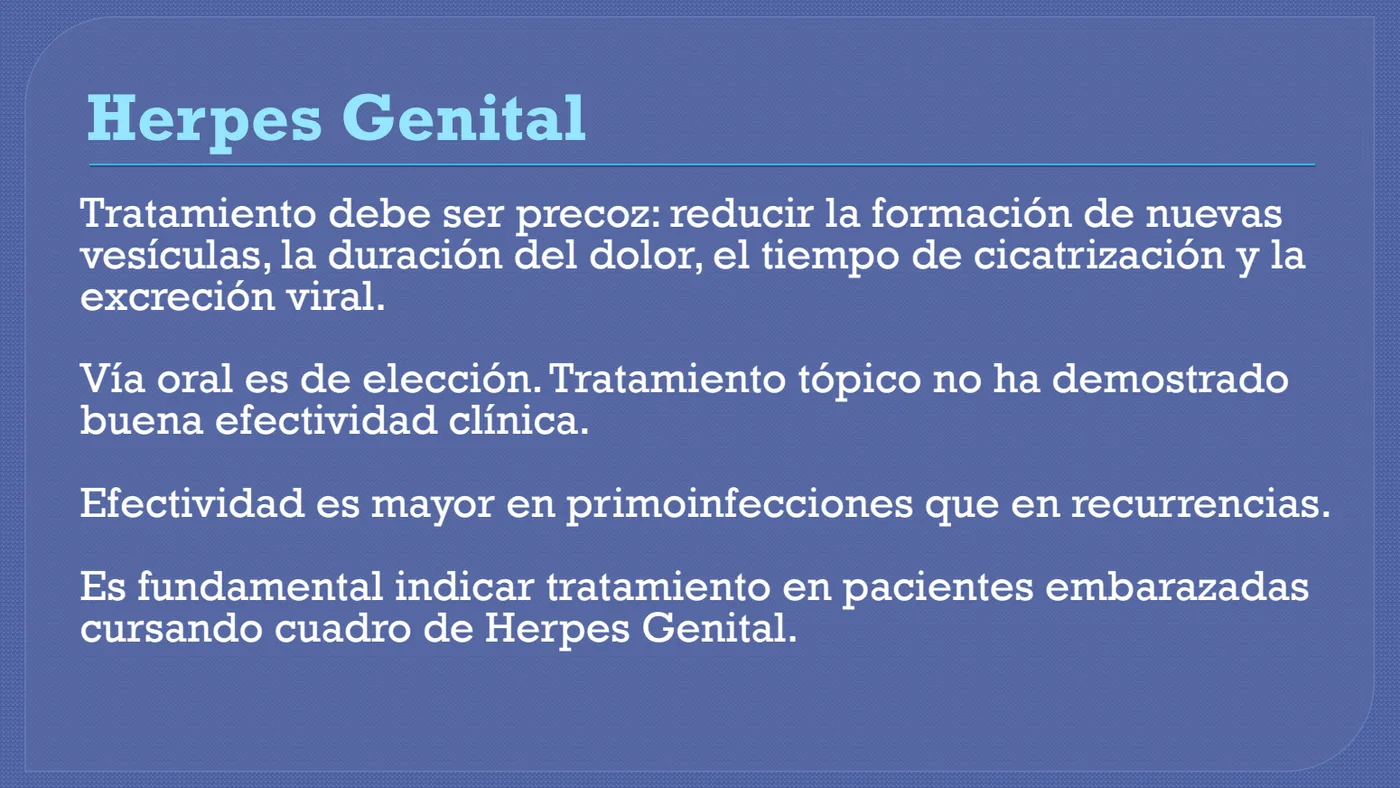 Herpes Genital
Tratamiento debe ser precoz: reducir la formación de nuevas
vesículas, la duración del dolor, el tiempo de cicatrización y la
excreción viral.
Vía oral es de elección. Tratamiento tópico no ha demostrado
buena efectividad clínica.
Efectividad es mayor en primoinfecciones que en recurrencias.
Es fundamental indicar tratamiento en pacientes embarazadas
cursando cuadro de Herpes Genital.